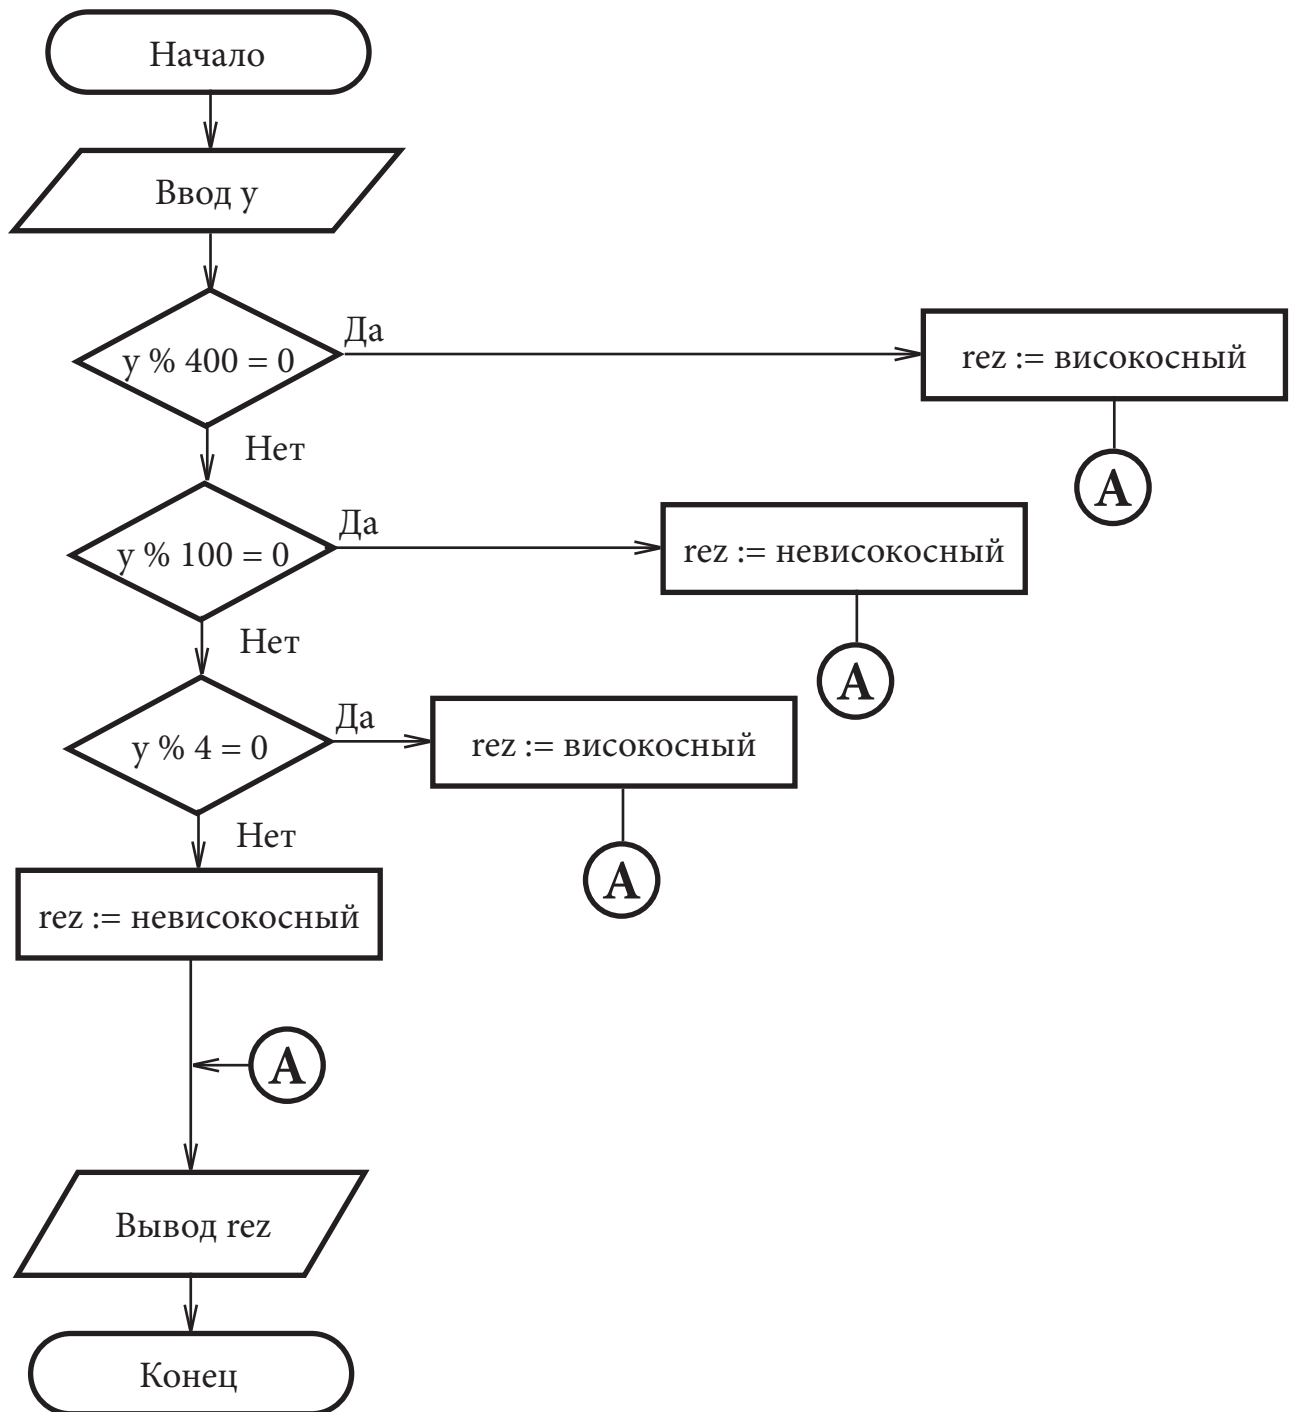 Начало
Ввод y
y % 400 = 0
Да
rez := високосный
A
Нет
y % 100 = 0
Да
rez := невисокосный
A
Нет
y % 4 = 0
Да
rez := високосный
A
Нет
rez := невисокосный
A
Вывод rez
Конец